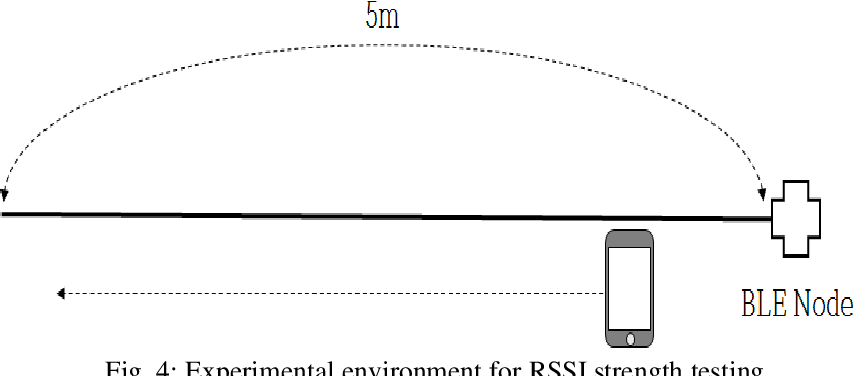 5m
BLE Node
Fig. 4: Experimental environment for RSSI strength testing